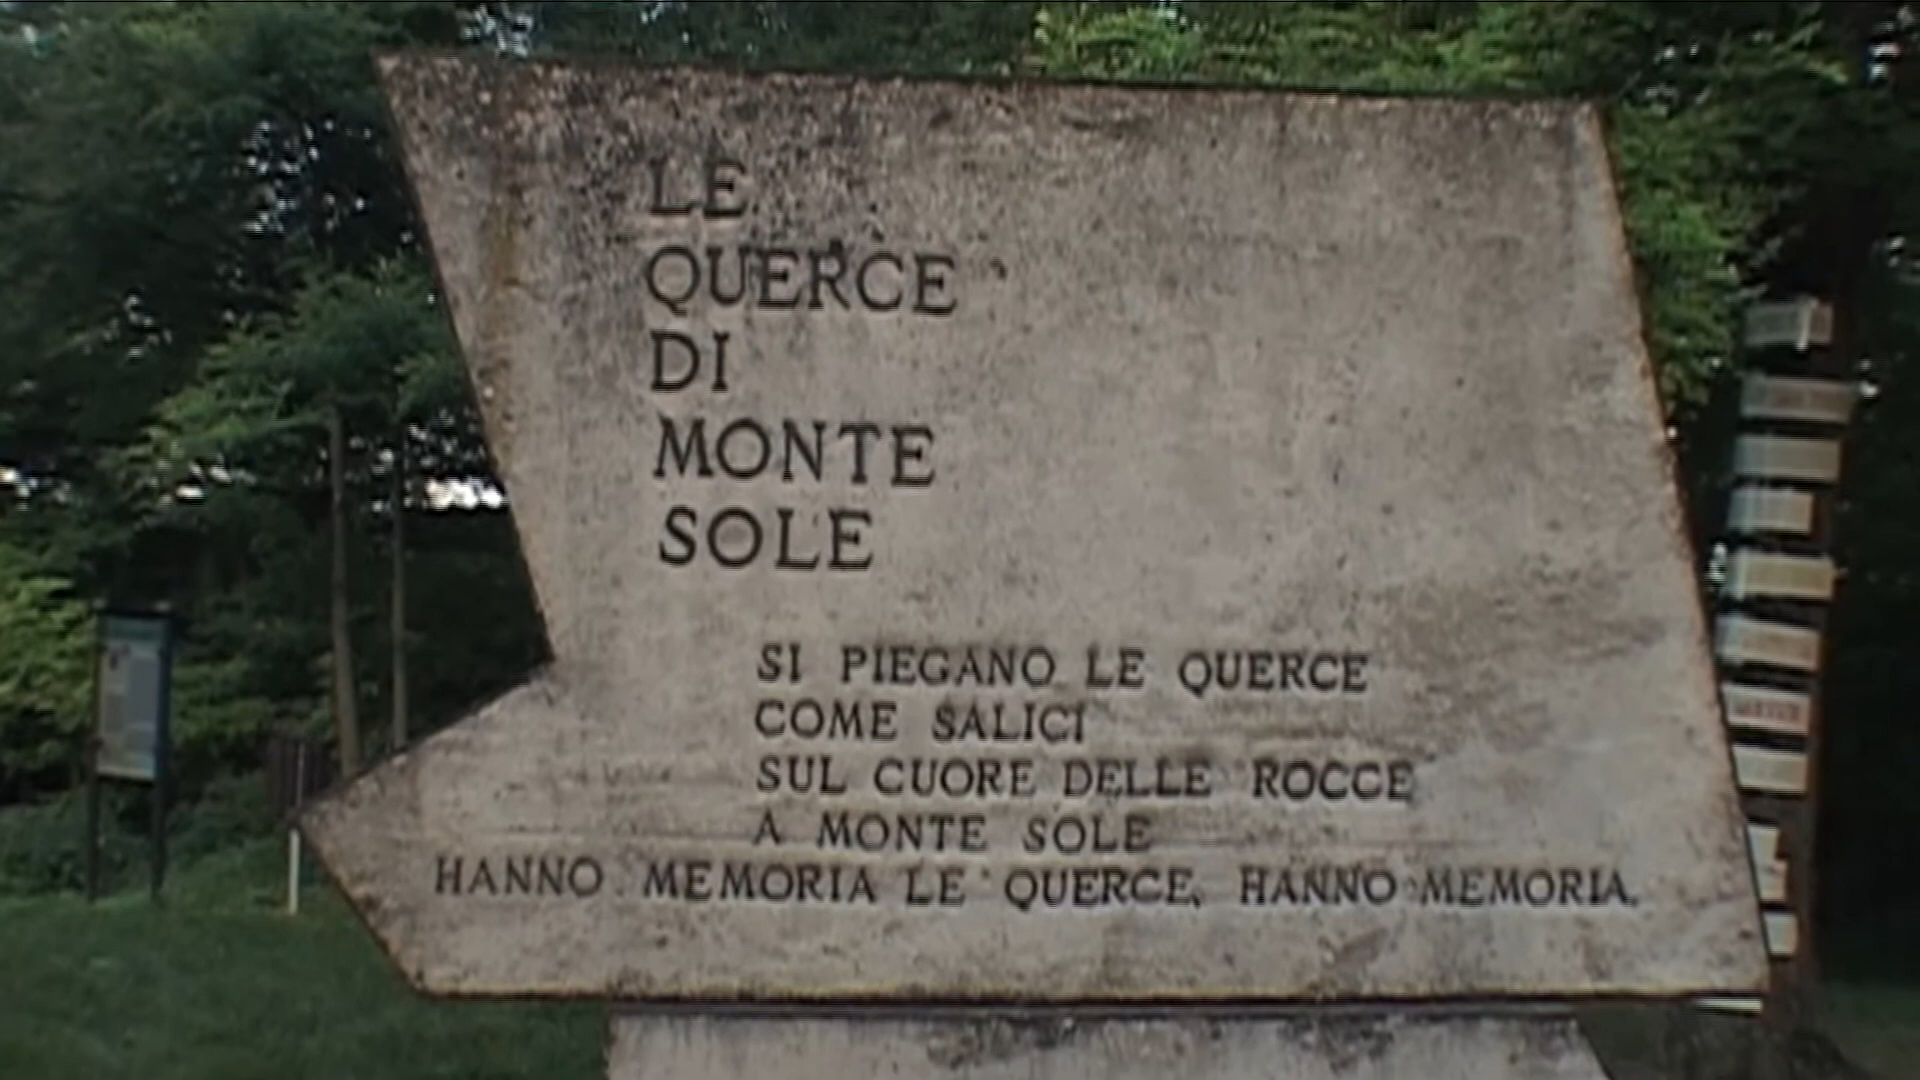 LE
QUERCE
DI
MONTE
SOLE
SI PIEGANO LE QUERCE
COME SALICI
SUL CUORE DELLE ROCCE
A MONTE SOLE
HANNO MEMORIA LE QUERCE, HANNO MEMORIA.